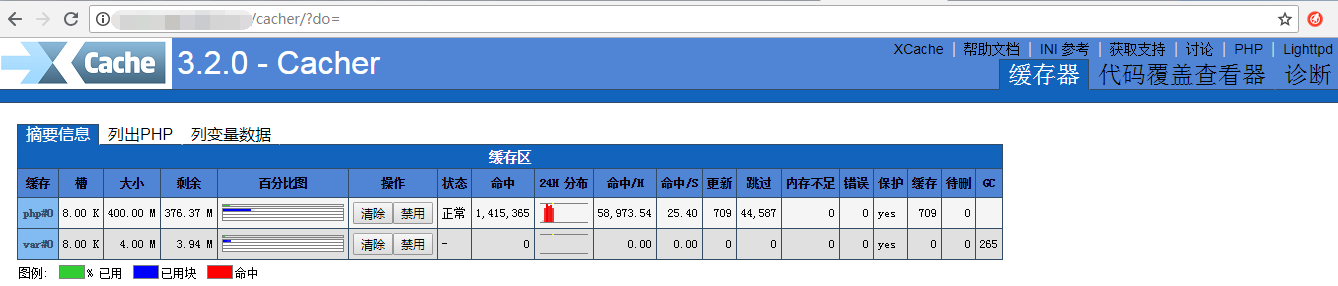 /cacher/?do=
XCache 3.2.0 - Cacher
XCache | 帮助文档 | INI 参考 | 获取支持 | 讨论 | PHP | Lighttpd
缓存器 代码覆盖查看器 诊断
摘要信息 列出PHP 列变量数据
缓存区
缓存 槽 大小 剩余 百分比图 操作 状态 命中 24H 分布 命中/H 命中/S 更新 跳过 内存不足 错误 保护 缓存 待删 GC
php#0 8.00 K 400.00 M 376.37 M 清除 禁用 正常 1,415,365 58,973.54 25.40 709 44,587 0 0 yes 709 0
var#0 8.00 K 4.00 M 3.94 M 清除 禁用 - 0 0.00 0.00 0 0 0 0 yes 0 0 265
图例: % 已用 已用块 命中